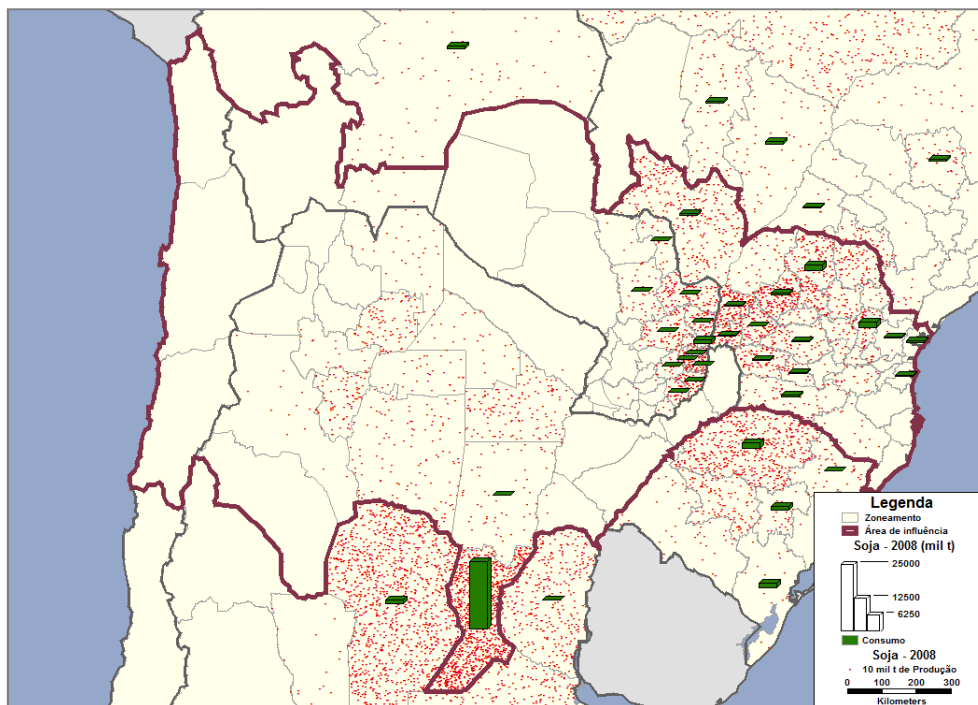 Legenda
Zoneamento
Área de influência
Soja - 2008 (mil t)
25000
12500
6250
Consumo
Soja - 2008
10 mil t de Produção
0 100 200 300
Kilometers